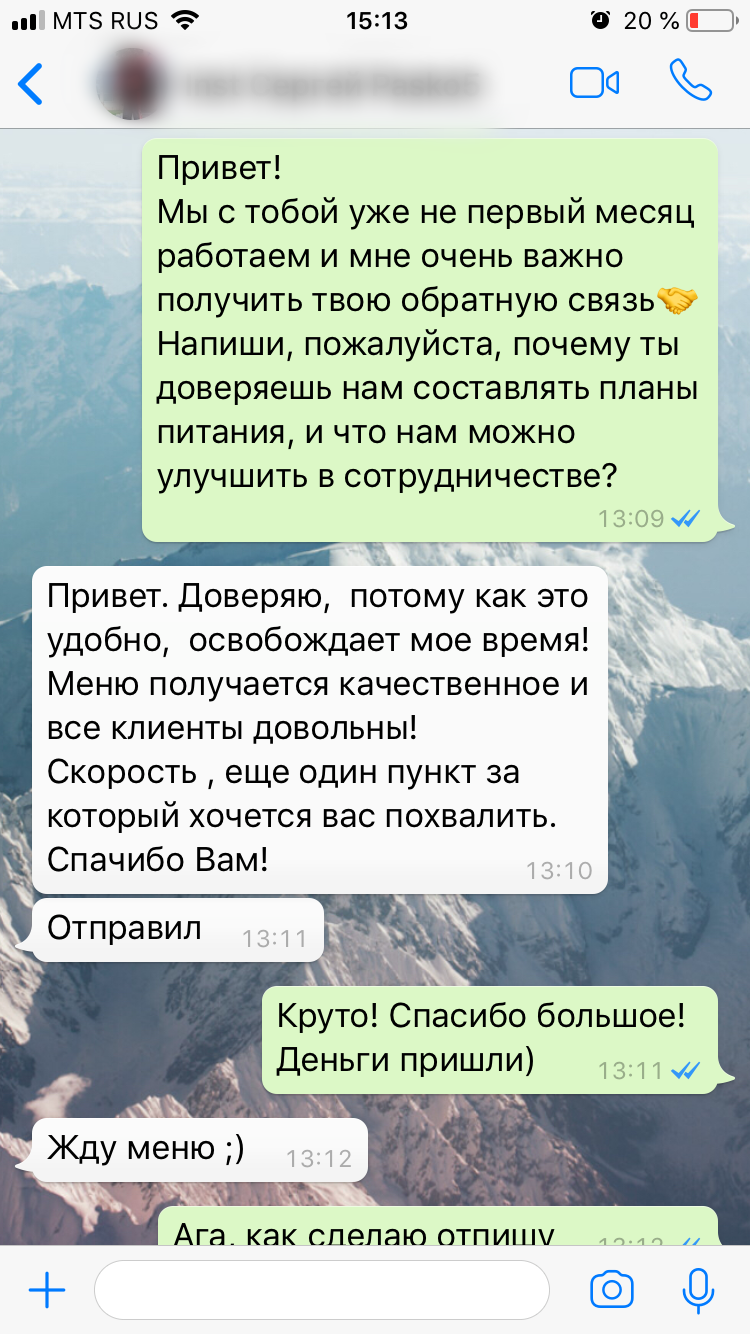 MTS RUS
15:13
20 %
Привет!
Мы с тобой уже не первый месяц
работаем и мне очень важно
получить твою обратную связь🤝
Напиши, пожалуйста, почему ты
доверяешь нам составлять планы
питания, и что нам можно
улучшить в сотрудничестве?
13:09
Привет. Доверяю,  потому как это
удобно,  освобождает мое время!
Меню получается качественное и
все клиенты довольны!
Скорость , еще один пункт за
который хочется вас похвалить.
Спачибо Вам!
13:10
Отправил
13:11
Круто! Спасибо большое!
Деньги пришли)
13:11
Жду меню ;)
13:12
Ага, как сделаю отпишу